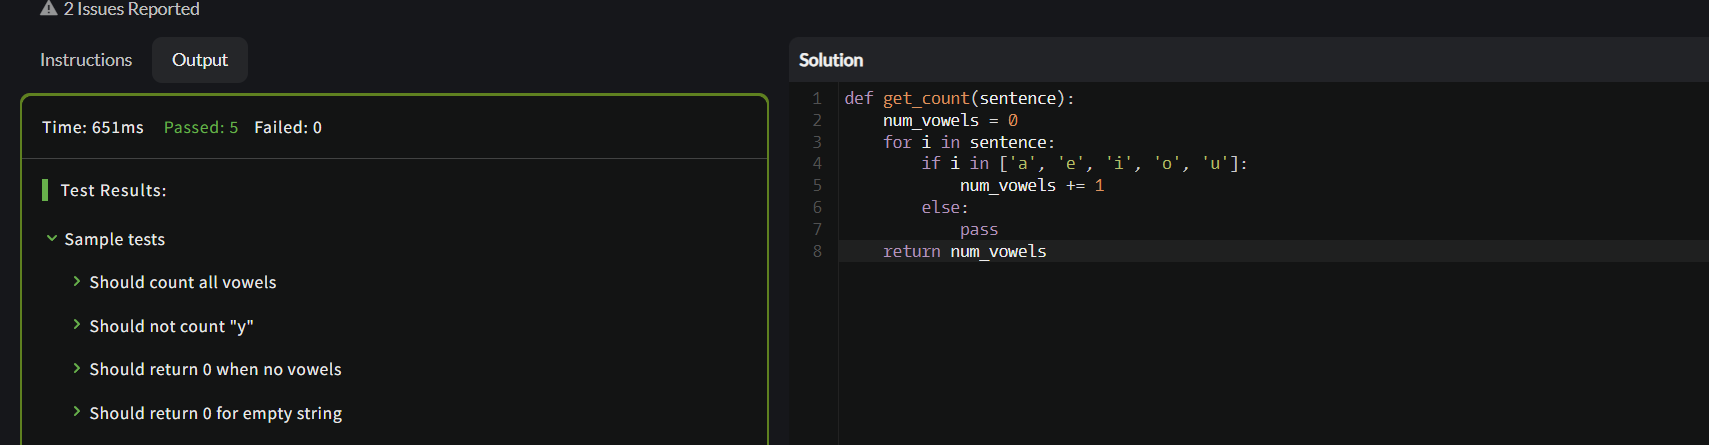 2 Issues Reported
Instructions Output
Time: 651ms Passed: 5 Failed: 0
Test Results:
Sample tests
Should count all vowels
Should not count "y"
Should return 0 when no vowels
Should return 0 for empty string
Solution
1 def get_count(sentence):
2     num_vowels = 0
3     for i in sentence:
4         if i in ['a', 'e', 'i', 'o', 'u']:
5             num_vowels += 1
6         else:
7             pass
8     return num_vowels